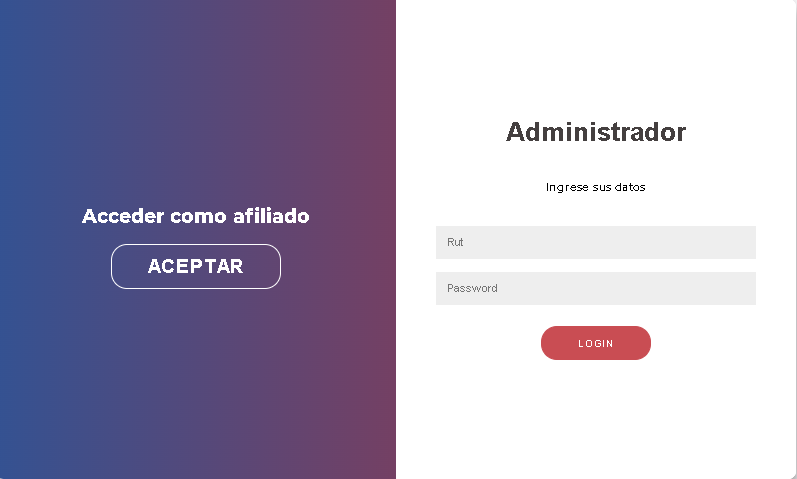 Acceder como afiliado
ACEPTAR
Administrador
Ingrese sus datos
Rut
Password
LOGIN